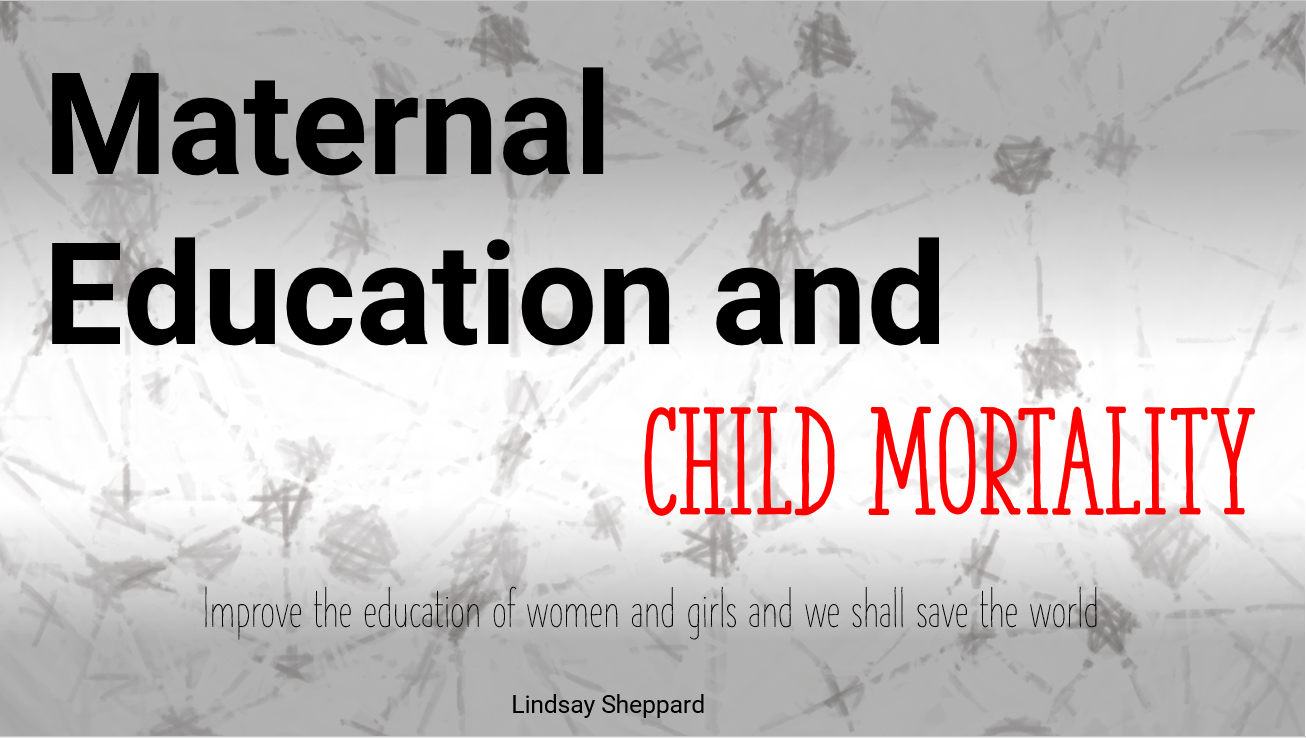 Maternal
Education and
CHILD MORTALITY
Improve the education of women and girls and we shall save the world
Lindsay Sheppard